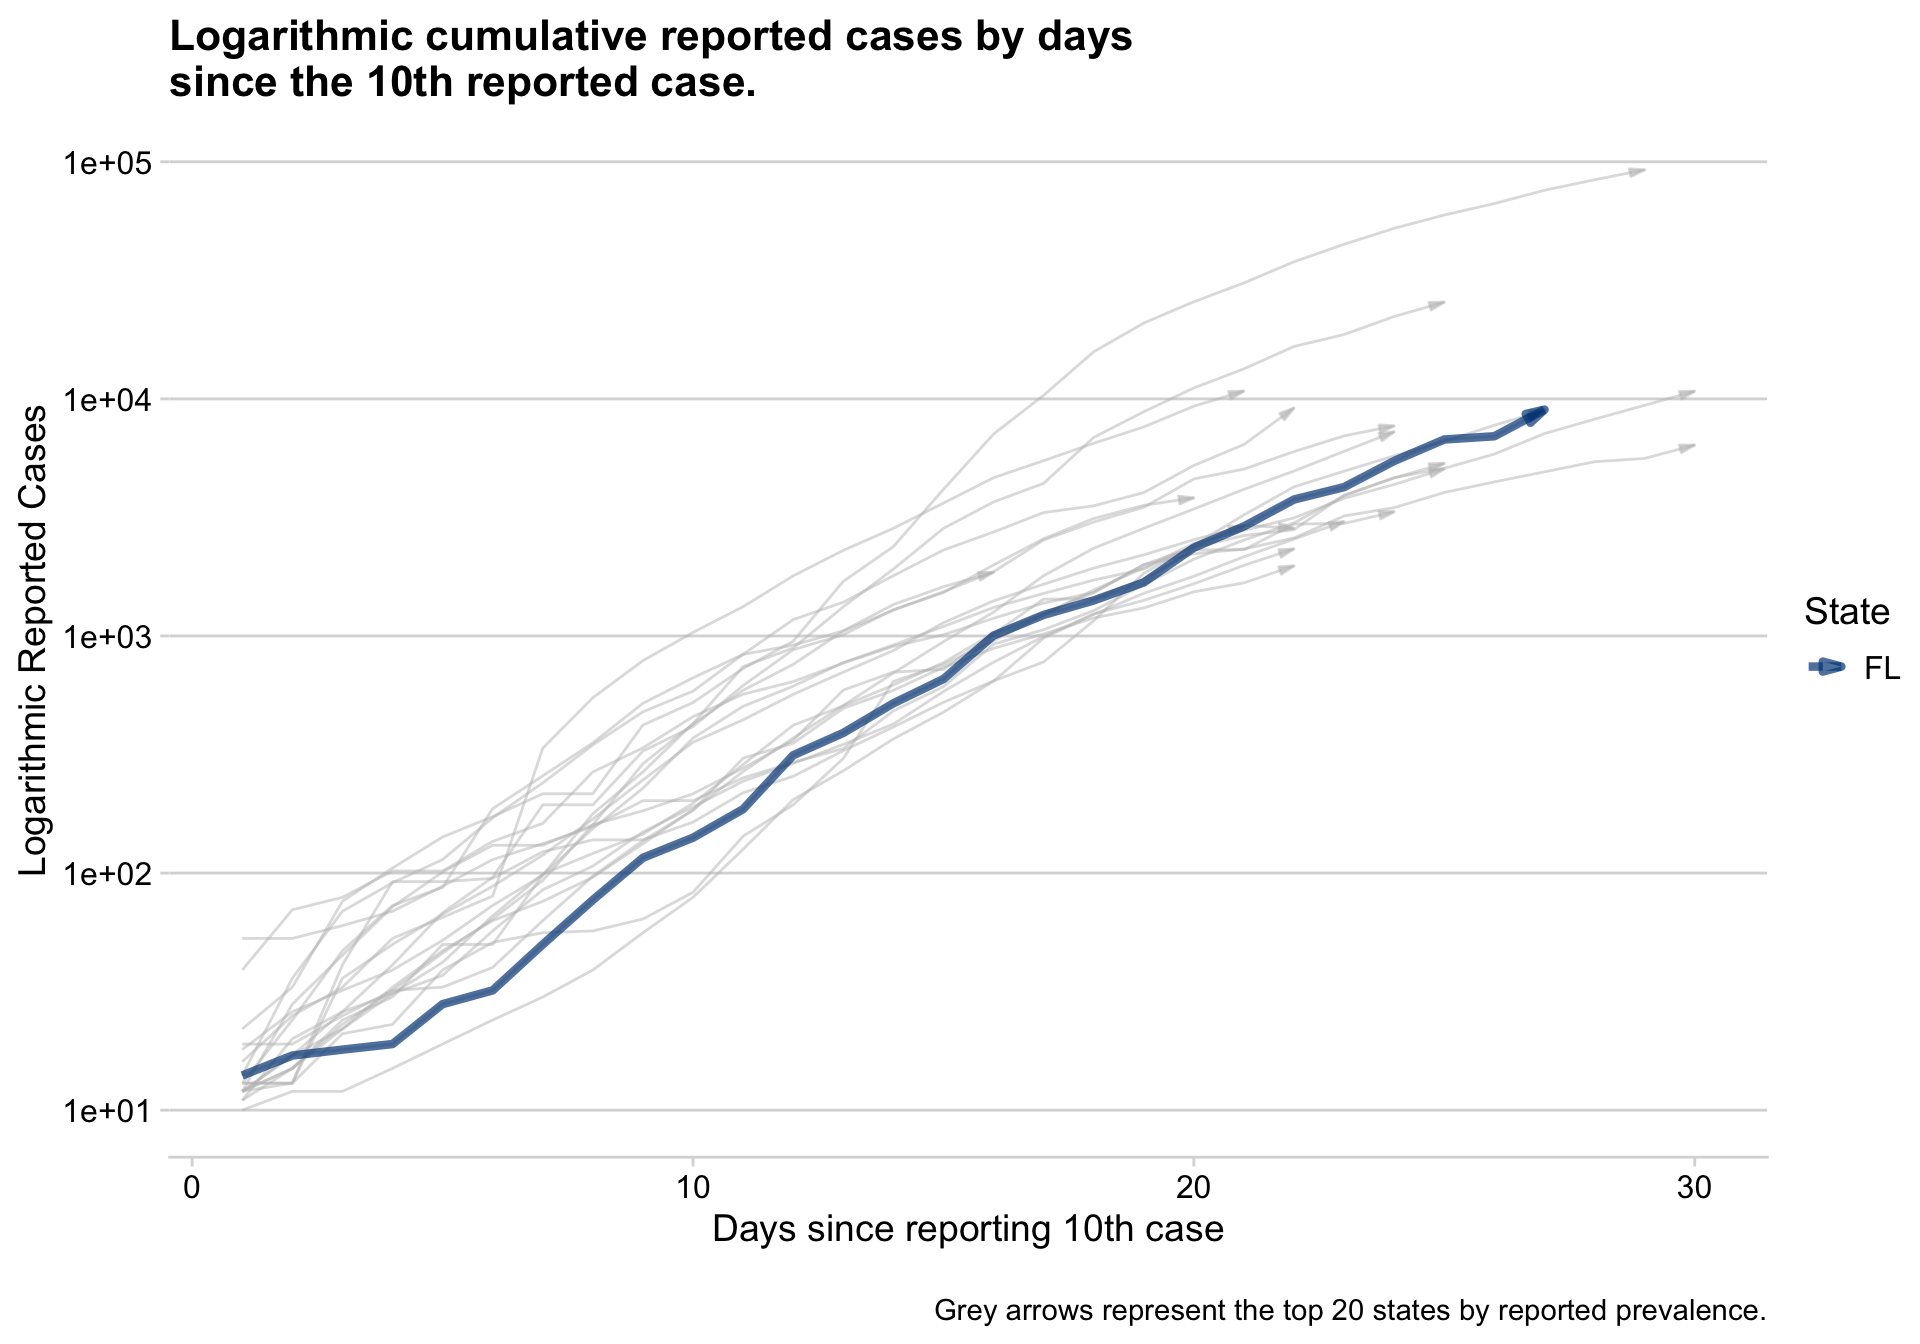 Logarithmic cumulative reported cases by days
since the 10th reported case.
1e+05
1e+04
1e+03
1e+02
1e+01
Logarithmic Reported Cases
0 10 20 30
Days since reporting 10th case
State
FL
Grey arrows represent the top 20 states by reported prevalence.